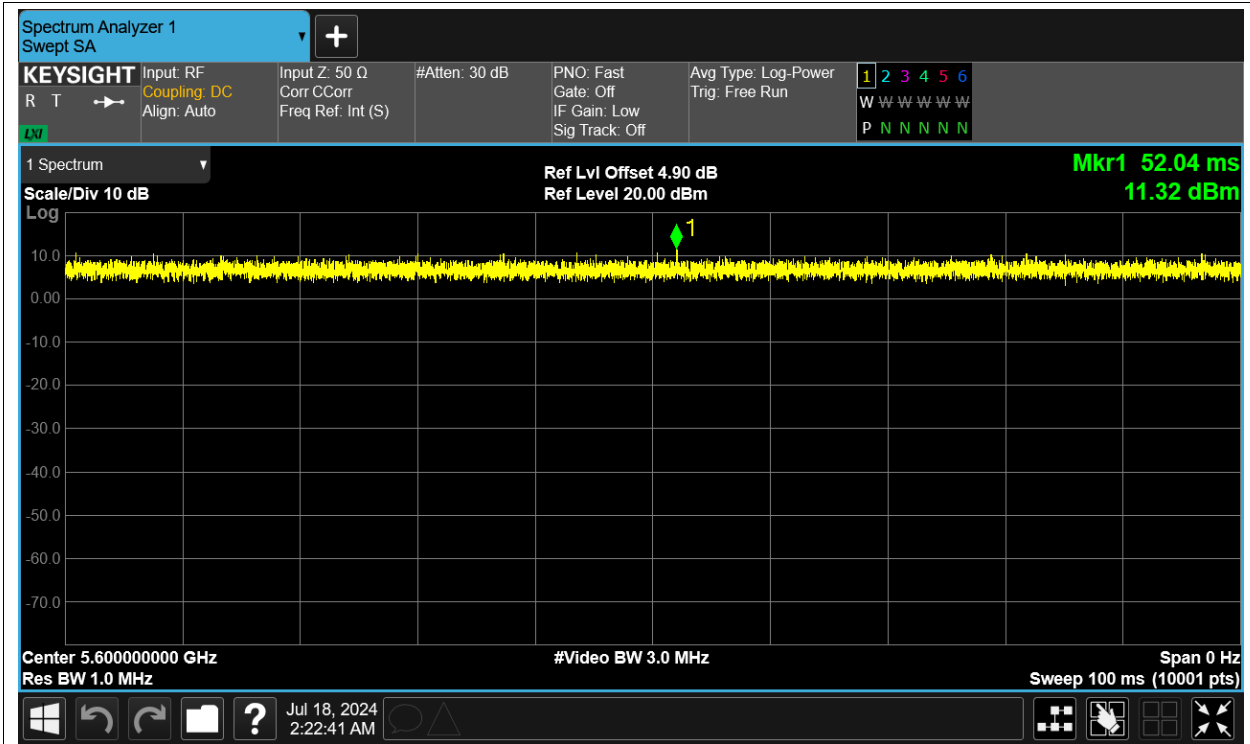 Spectrum Analyzer 1
Swept SA
KEYSIGHT
R T
LXI
Input: RF
Coupling: DC
Align: Auto
Input Z: 50 Ω
Corr CCorr
Freq Ref: Int (S)
#Atten: 30 dB
PNO: Fast
Gate: Off
IF Gain: Low
Sig Track: Off
Avg Type: Log-Power
Trig: Free Run
1 2 3 4 5 6
W W W W W W
P N N N N N
1 Spectrum
Scale/Div 10 dB
Log
Ref Lvl Offset 4.90 dB
Ref Level 20.00 dBm
Mkr1 52.04 ms
11.32 dBm
1
10.0
0.00
-10.0
-20.0
-30.0
-40.0
-50.0
-60.0
-70.0
Center 5.600000000 GHz
Res BW 1.0 MHz
#Video BW 3.0 MHz
Span 0 Hz
Sweep 100 ms (10001 pts)
?
Jul 18, 2024
2:22:41 AM